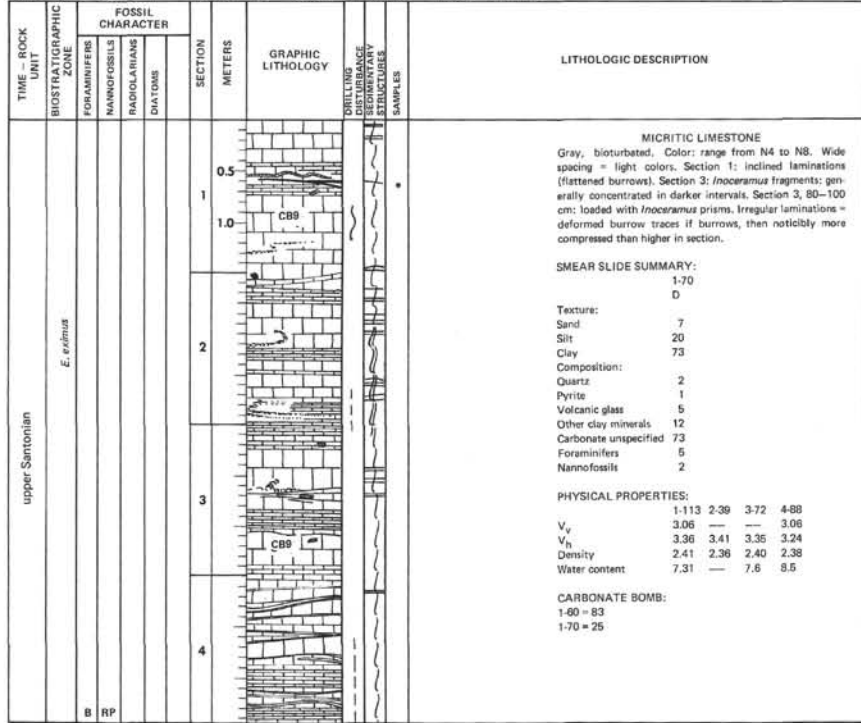 TIME – ROCK
UNIT
BIOSTRATIGRAPHIC
ZONE
FOSSIL
CHARACTER
FORAMINIFERS
NANNOFOSSILS
RADIOLARIANS
DIATOMS
SECTION
METERS
GRAPHIC
LITHOLOGY
DRILLING
DISTURBANCE
SEDIMENTARY
STRUCTURES
SAMPLES
LITHOLOGIC DESCRIPTION
upper Santonian
E. eximus
B RP
1
0.5
1.0
2
3
4
CB9
CB9
*
MICRITIC LIMESTONE
Gray, bioturbated. Color: range from N4 to N8. Wide
spacing = light colors. Section 1: inclined laminations
(flattened burrows). Section 3: Inoceramus fragments: gen-
erally concentrated in darker intervals. Section 3, 80–100
cm: loaded with Inoceramus prisms. Irregular laminations =
deformed burrow traces if burrows, then noticibly more
compressed than higher in section.
SMEAR SLIDE SUMMARY:
1-70
D
Texture:
Sand 7
Silt 20
Clay 73
Composition:
Quartz 2
Pyrite 1
Volcanic glass 5
Other clay minerals 12
Carbonate unspecified 73
Foraminifers 5
Nannofossils 2
PHYSICAL PROPERTIES:
1-113 2-39 3-72 4-88
Vv 3.06 — — 3.06
Vh 3.36 3.41 3.35 3.24
Density 2.41 2.36 2.40 2.38
Water content 7.31 — 7.6 8.5
CARBONATE BOMB:
1-60 = 83
1-70 = 25